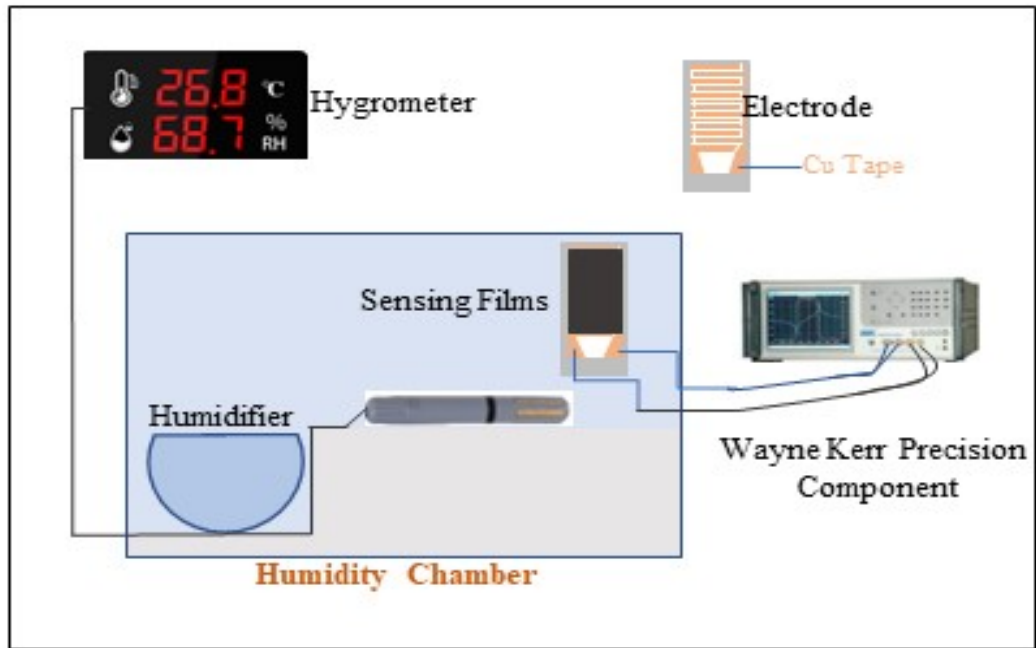 26.8 °C
68.7 % RH
Hygrometer
Electrode
Cu Tape
Sensing Films
Humidifier
Wayne Kerr Precision
Component
Humidity Chamber